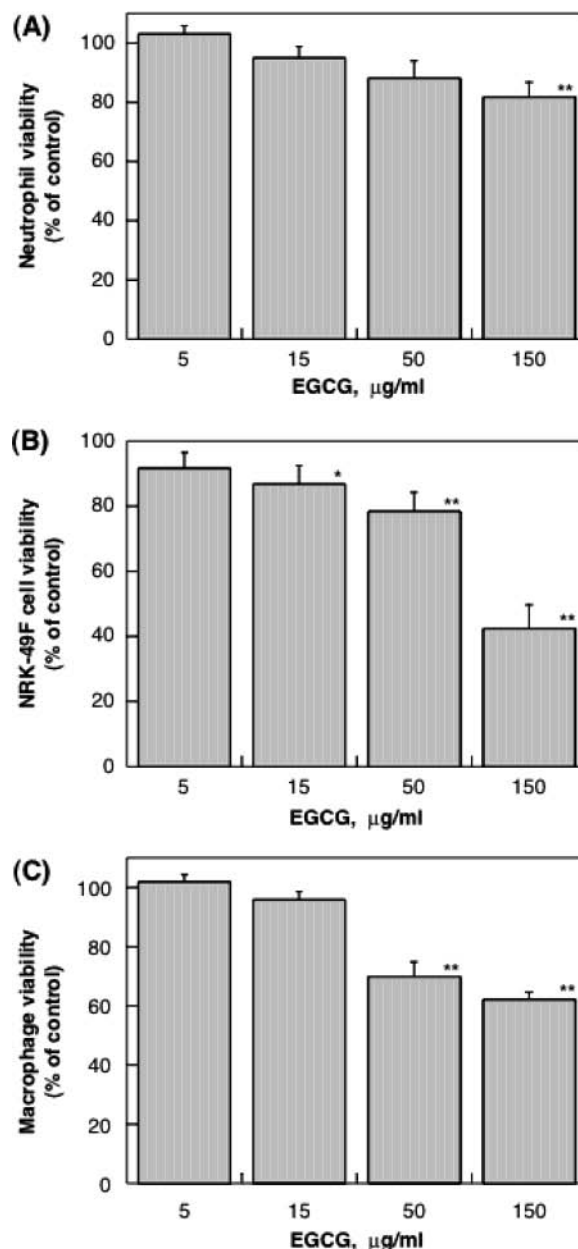 (A)
Neutrophil viability
(% of control)
100
80
60
40
20
0
**
5 15 50 150
EGCG, μg/ml
(B)
NRK-49F cell viability
(% of control)
100
80
60
40
20
0
* ** **
5 15 50 150
EGCG, μg/ml
(C)
Macrophage viability
(% of control)
100
80
60
40
20
0
** **
5 15 50 150
EGCG, μg/ml